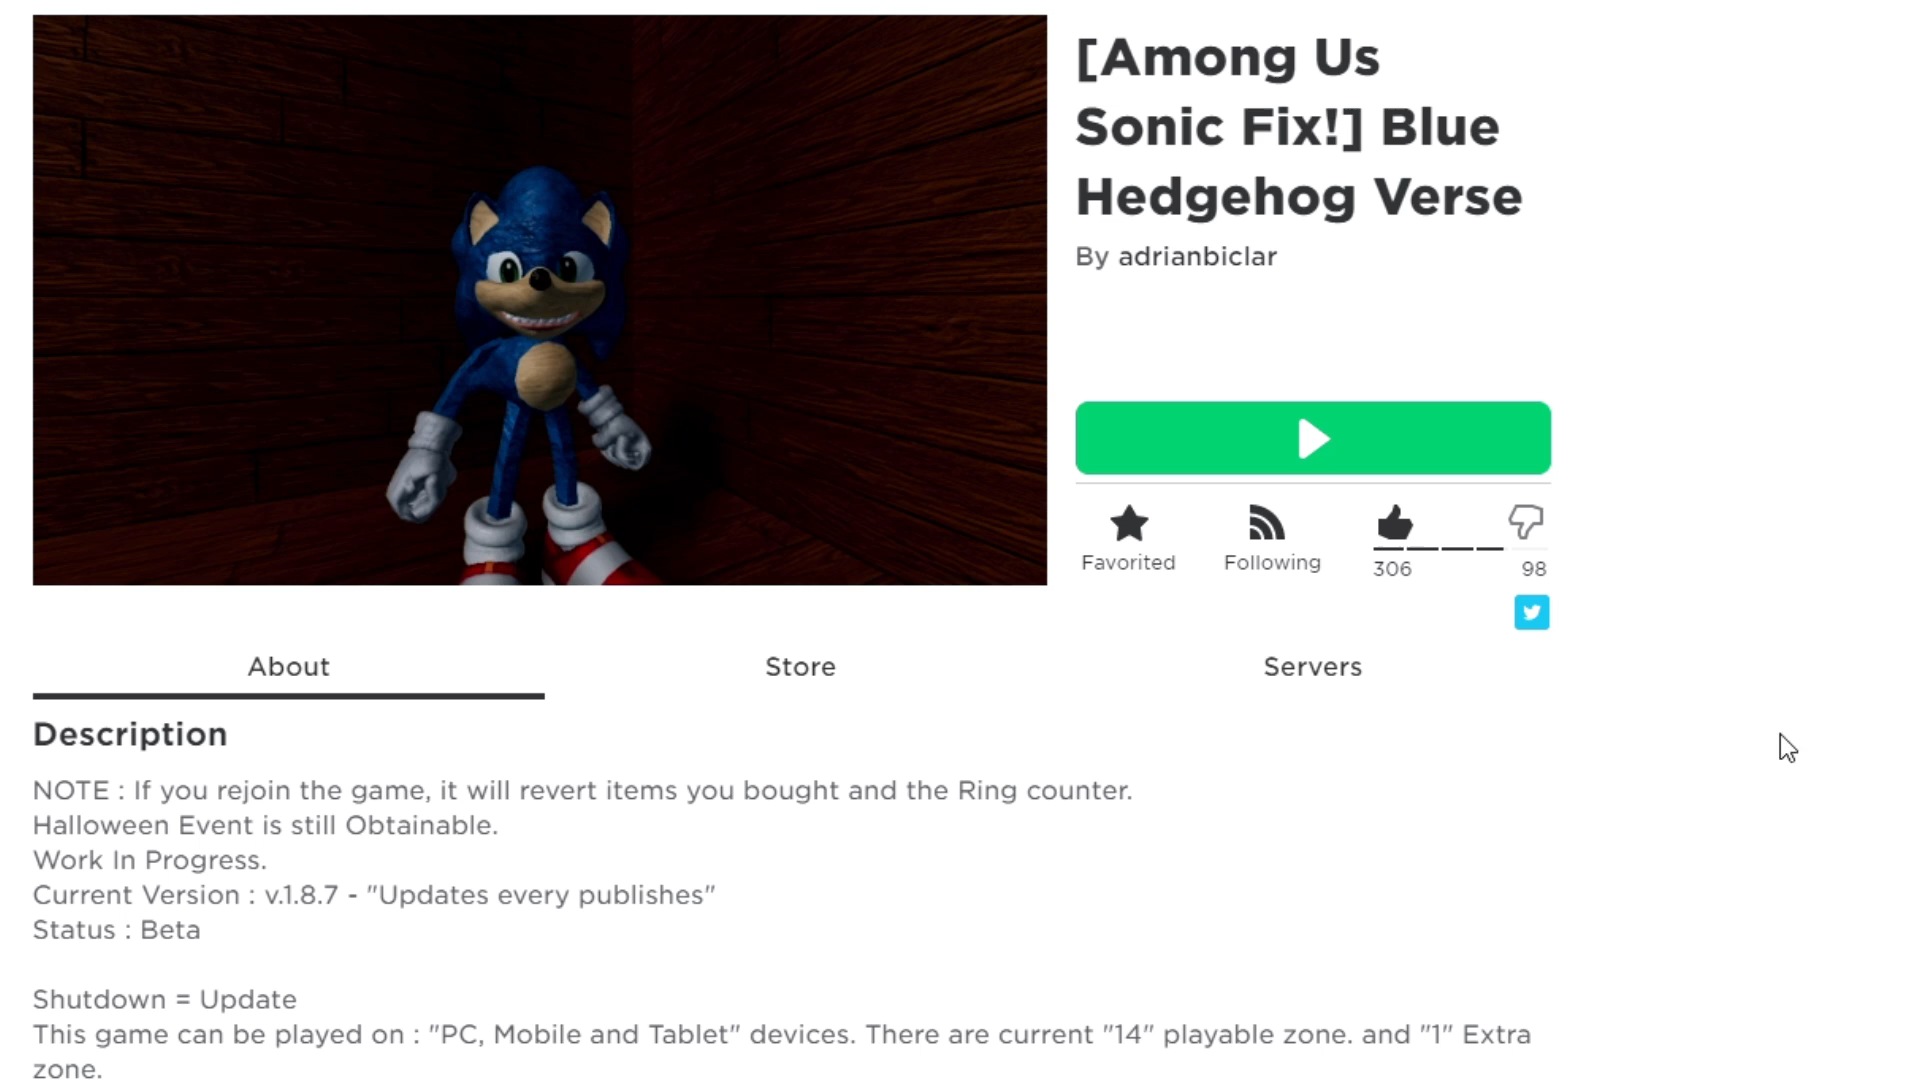 [Among Us
Sonic Fix!] Blue
Hedgehog Verse
By adrianbiclar
Favorited
Following
306
98
About
Store
Servers
Description
NOTE : If you rejoin the game, it will revert items you bought and the Ring counter.
Halloween Event is still Obtainable.
Work In Progress.
Current Version : v.1.8.7 - "Updates every publishes"
Status : Beta
Shutdown = Update
This game can be played on : "PC, Mobile and Tablet" devices. There are current "14" playable zone. and "1" Extra
zone.